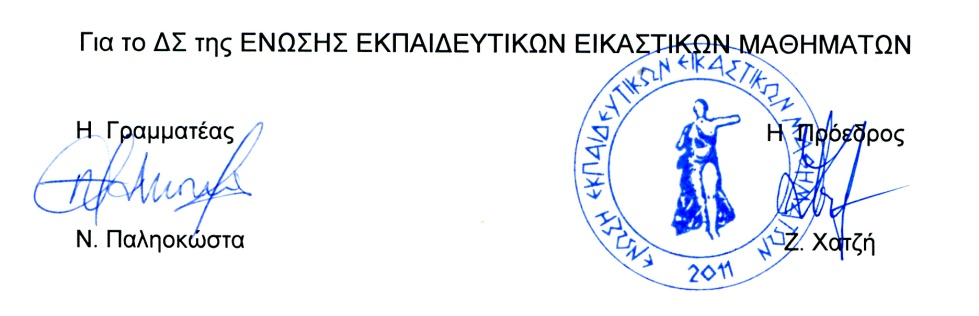 Για το ΔΣ της ΕΝΩΣΗΣ ΕΚΠΑΙΔΕΥΤΙΚΩΝ ΕΙΚΑΣΤΙΚΩΝ ΜΑΘΗΜΑΤΩΝ
Η Γραμματέας
Η Πρόεδρος
ΕΝΩΣΗ ΕΚΠΑΙΔΕΥΤΙΚΩΝ ΕΙΚΑΣΤΙΚΩΝ ΜΑΘΗΜΑΤΩΝ
2011
Ν. Παληοκώστα
Ζ. Χατζή